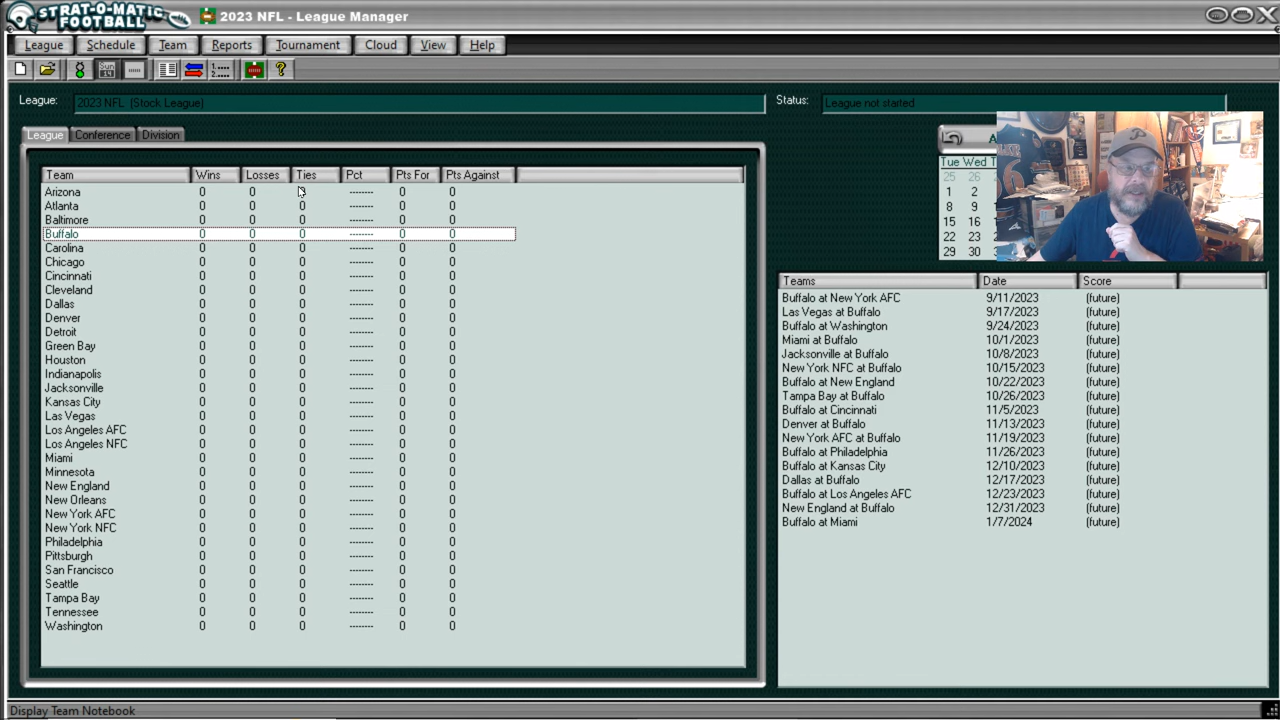 STRAT-O-MATIC
FOOTBALL
2023 NFL - League Manager
League Schedule Team Reports Tournament Cloud View Help
Sun
14
League: 2023 NFL (Stock League)
Status: League not started
League Conference Division
Team Wins Losses Ties Pct Pts For Pts Against
Arizona 0 0 0 -------- 0 0
Atlanta 0 0 0 -------- 0 0
Baltimore 0 0 0 -------- 0 0
Buffalo 0 0 0 -------- 0 0
Carolina 0 0 0 -------- 0 0
Chicago 0 0 0 -------- 0 0
Cincinnati 0 0 0 -------- 0 0
Cleveland 0 0 0 -------- 0 0
Dallas 0 0 0 -------- 0 0
Denver 0 0 0 -------- 0 0
Detroit 0 0 0 -------- 0 0
Green Bay 0 0 0 -------- 0 0
Houston 0 0 0 -------- 0 0
Indianapolis 0 0 0 -------- 0 0
Jacksonville 0 0 0 -------- 0 0
Kansas City 0 0 0 -------- 0 0
Las Vegas 0 0 0 -------- 0 0
Los Angeles AFC 0 0 0 -------- 0 0
Los Angeles NFC 0 0 0 -------- 0 0
Miami 0 0 0 -------- 0 0
Minnesota 0 0 0 -------- 0 0
New England 0 0 0 -------- 0 0
New Orleans 0 0 0 -------- 0 0
New York AFC 0 0 0 -------- 0 0
New York NFC 0 0 0 -------- 0 0
Philadelphia 0 0 0 -------- 0 0
Pittsburgh 0 0 0 -------- 0 0
San Francisco 0 0 0 -------- 0 0
Seattle 0 0 0 -------- 0 0
Tampa Bay 0 0 0 -------- 0 0
Tennessee 0 0 0 -------- 0 0
Washington 0 0 0 -------- 0 0
A
Tue Wed T
25 26
1 2
8 9
15 16
22 23
29 30
Teams Date Score
Buffalo at New York AFC 9/11/2023 (future)
Las Vegas at Buffalo 9/17/2023 (future)
Buffalo at Washington 9/24/2023 (future)
Miami at Buffalo 10/1/2023 (future)
Jacksonville at Buffalo 10/8/2023 (future)
New York NFC at Buffalo 10/15/2023 (future)
Buffalo at New England 10/22/2023 (future)
Tampa Bay at Buffalo 10/26/2023 (future)
Buffalo at Cincinnati 11/5/2023 (future)
Denver at Buffalo 11/13/2023 (future)
New York AFC at Buffalo 11/19/2023 (future)
Buffalo at Philadelphia 11/26/2023 (future)
Buffalo at Kansas City 12/10/2023 (future)
Dallas at Buffalo 12/17/2023 (future)
Buffalo at Los Angeles AFC 12/23/2023 (future)
New England at Buffalo 12/31/2023 (future)
Buffalo at Miami 1/7/2024 (future)
Display Team Notebook